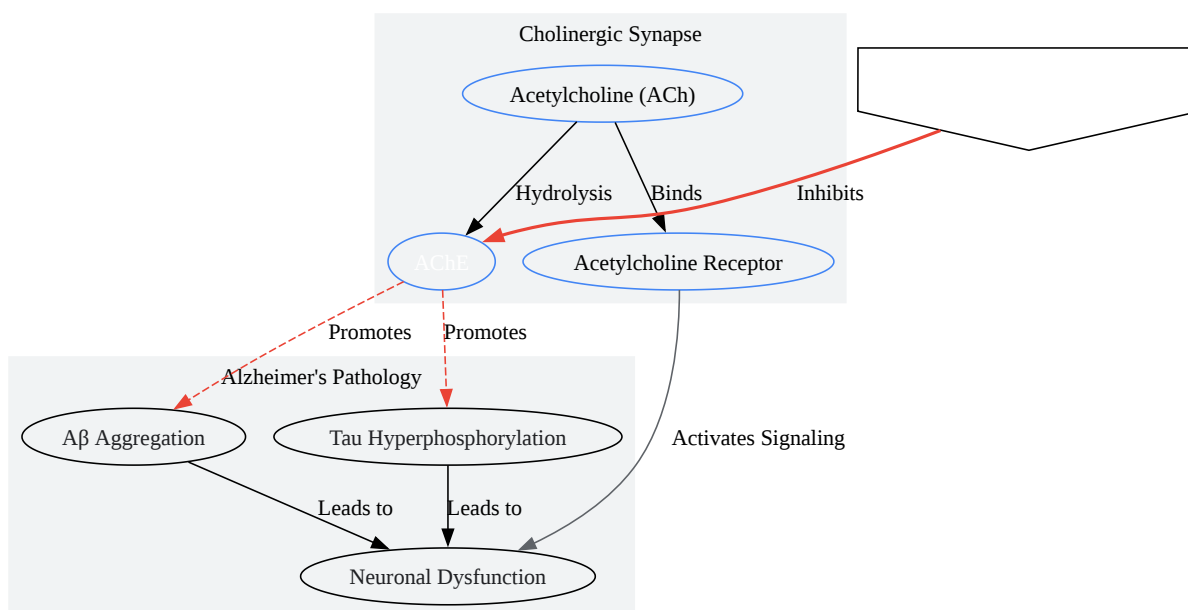 Cholinergic Synapse
Acetylcholine (ACh)
Hydrolysis
Binds
Inhibits
AChE
Acetylcholine Receptor
Promotes
Promotes
Alzheimer's Pathology
Aβ Aggregation
Tau Hyperphosphorylation
Activates Signaling
Leads to
Leads to
Neuronal Dysfunction